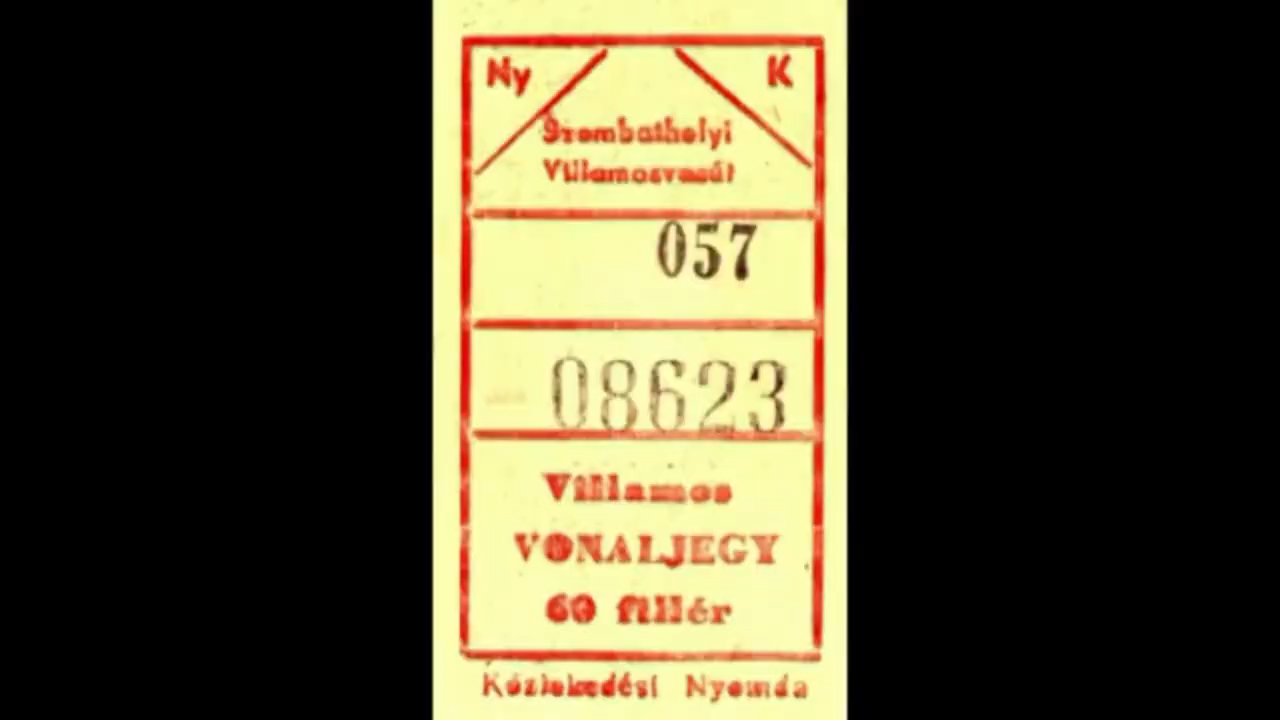 Ny K
Szombathelyi
Villamosvasút
057
08623
Villamos
VONALJEGY
60 fillér
Közlekedési Nyomda